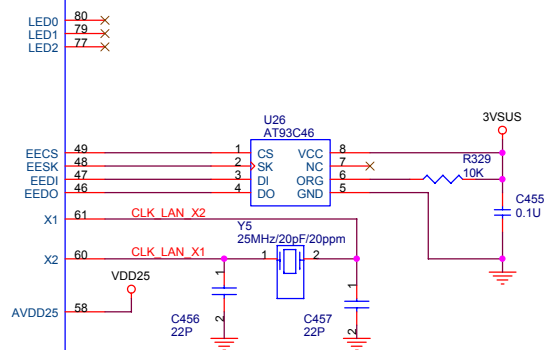 LED0 80
LED1 79
LED2 77
U26
AT93C46
3VSUS
EECS 49 1 CS VCC 8
EESK 48 2 SK NC 7
EEDI 47 3 DI ORG 6
EEDO 46 4 DO GND 5
R329
10K
C455
0.1U
X1 61 CLK_LAN_X2
Y5
25MHz/20pF/20ppm
X2 60 CLK_LAN_X1 1 2
VDD25
AVDD25 58
1 1
C456 C457
22P 22P
2 2